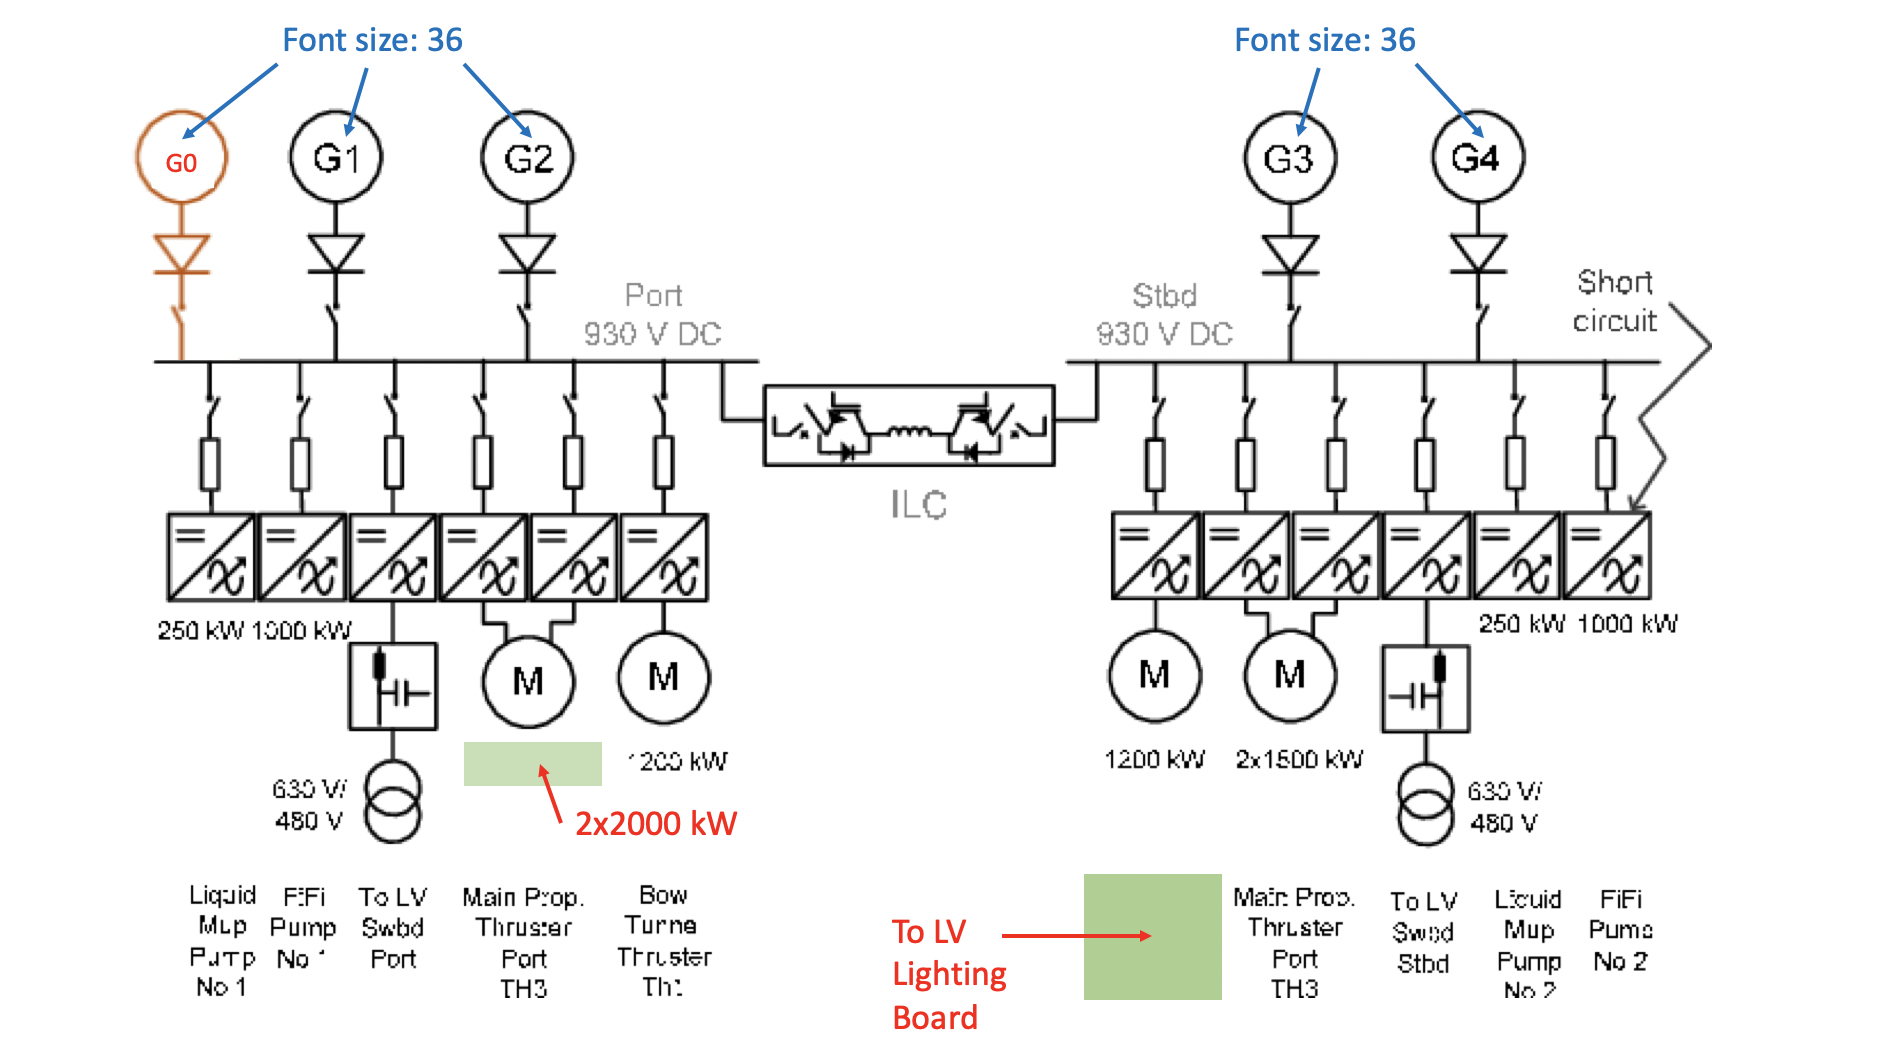 Font size: 36
Font size: 36
G0
G1
G2
G3
G4
Port
930 V DC
Stbd
930 V DC
Short
circuit
ILC
250 kW 1000 kW
250 kW 1000 kW
M
M
M
M
1200 kW
1200 kW
2x1500 kW
2x2000 kW
630 V/
480 V
630 V/
480 V
Liquid
Mup
Pump
No 1
FiFi
Pump
No 1
To LV
Swbd
Port
Main Prop.
Thruster
Port
TH3
Bow
Tunne
Thruster
Th1
To LV
Lighting
Board
Main Prop.
Thruster
Port
TH3
To LV
Swbd
Stbd
Liquid
Mup
Pump
No 2
FiFi
Pump
No 2